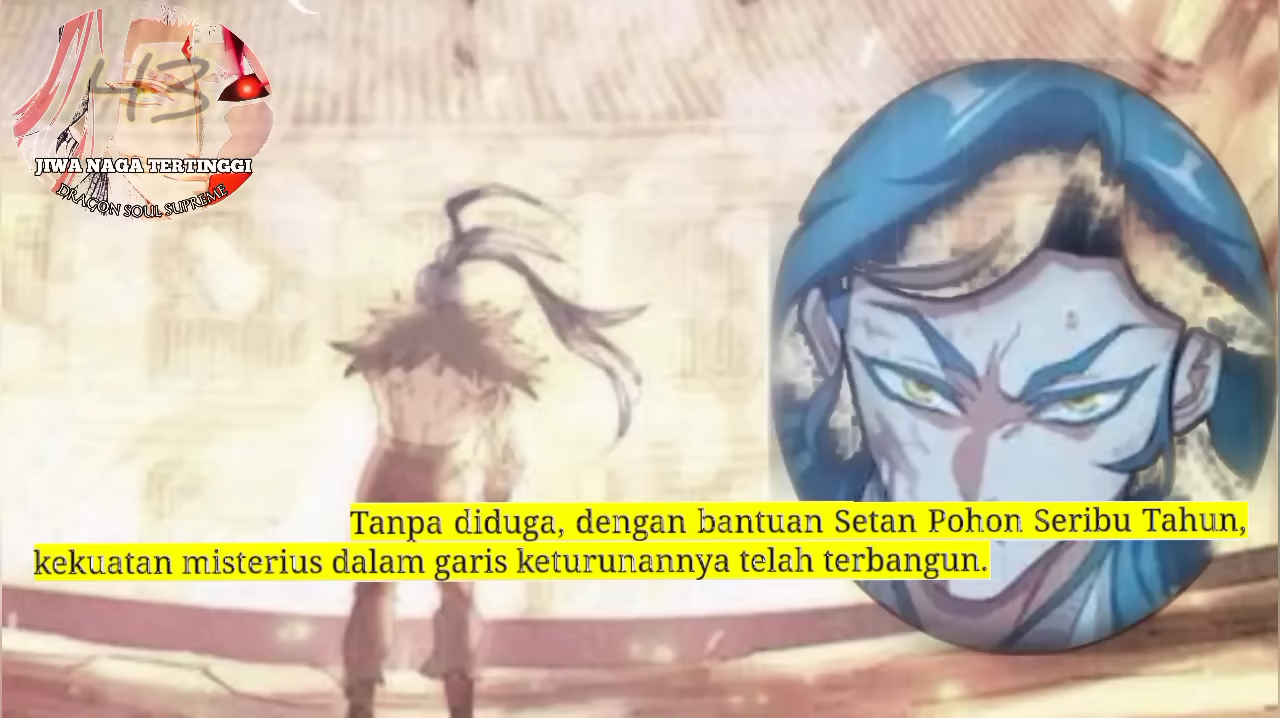 43
JIWA NAGA TERTINGGI
DRAGON SOUL SUPREME
Tanpa diduga, dengan bantuan Setan Pohon Seribu Tahun,
kekuatan misterius dalam garis keturunannya telah terbangun.